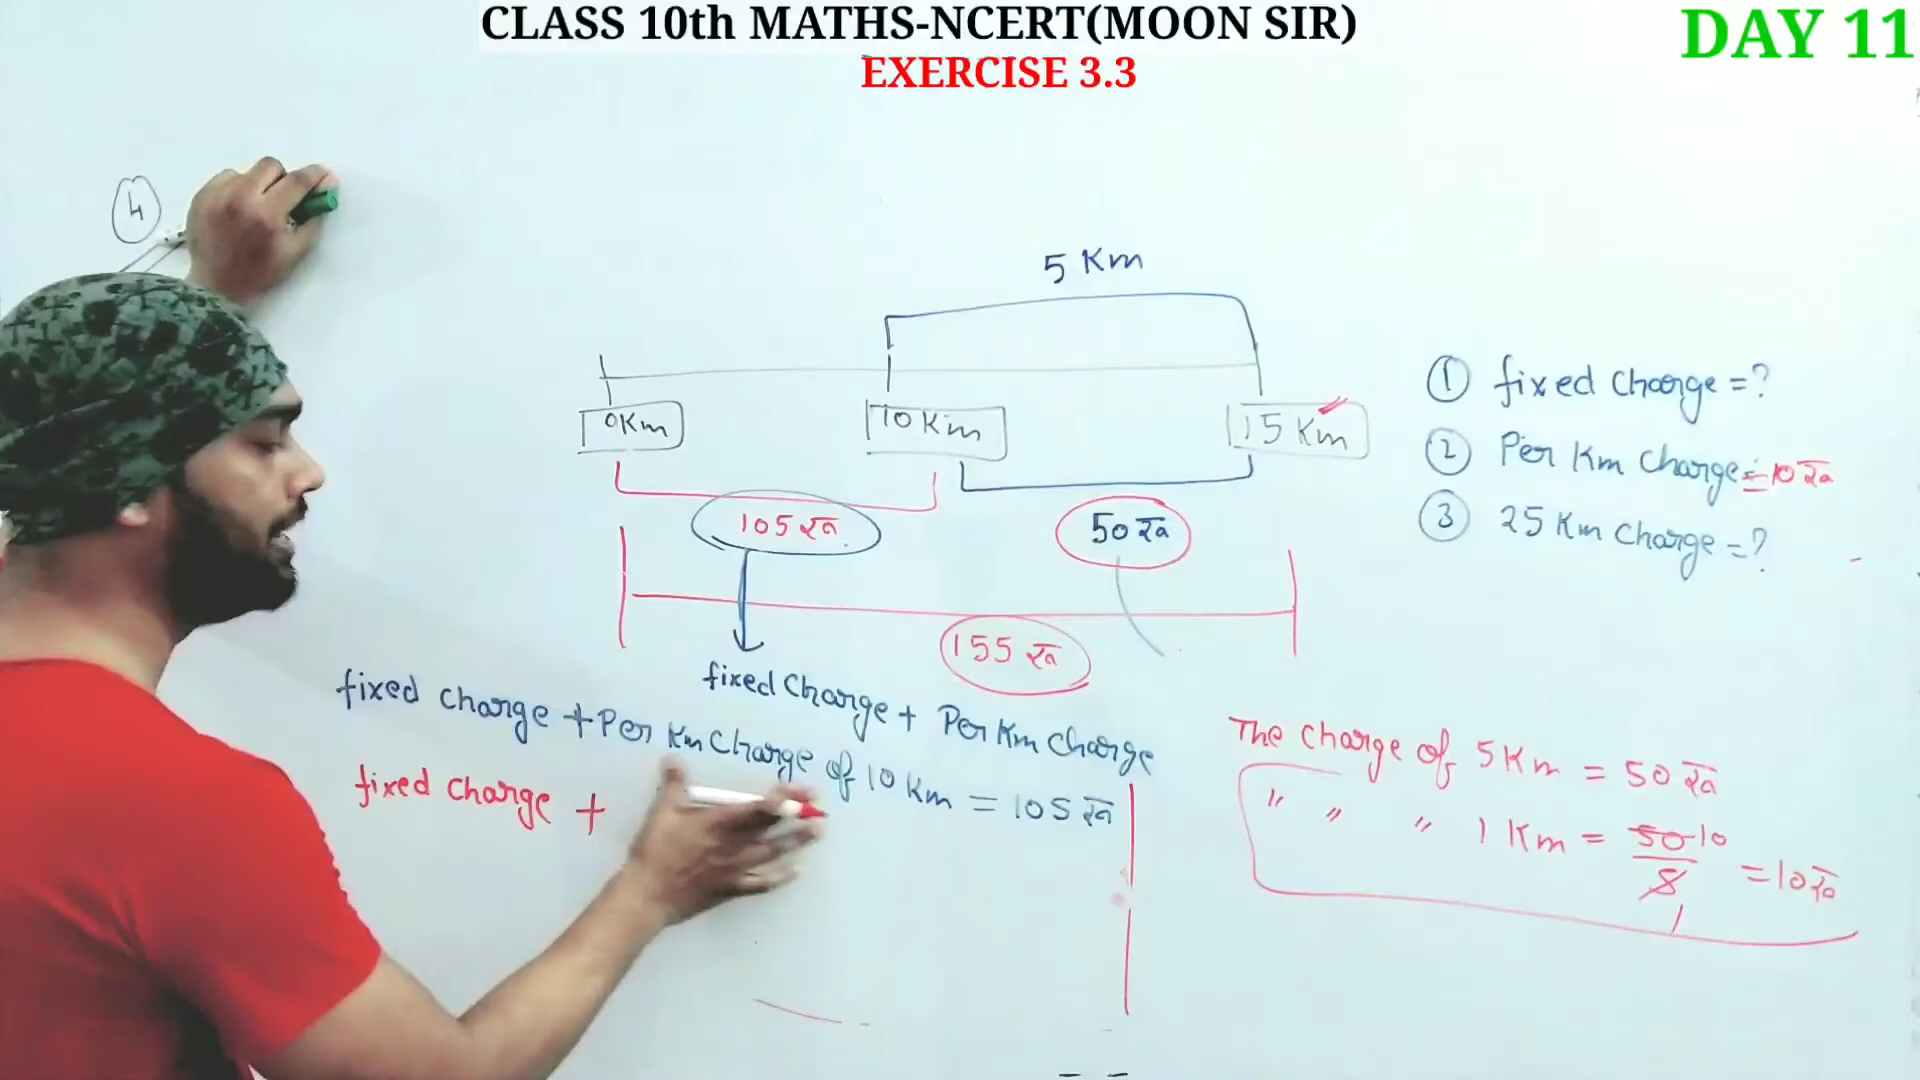 CLASS 10th MATHS-NCERT(MOON SIR)
DAY 11
EXERCISE 3.3
4
5 Km
0Km
10 Km
15 Km
105 रु
50 रु
155 रु
① fixed Charge = ?
② Per Km Charge = 10 रु
③ 25 Km Charge = ?
fixed Charge + Per Km Charge
fixed Charge + Per Km Charge of 10 Km = 105 रु
fixed Charge +
The Charge of 5 Km = 50 रु
" " " 1 Km = 50 10 / 5 1 = 10 रु